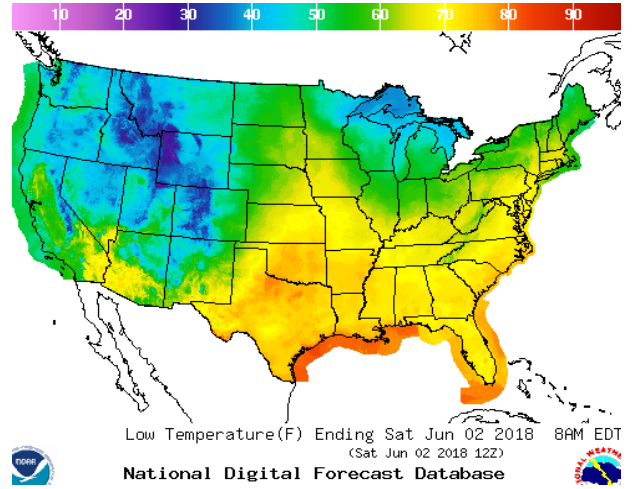 10 20 30 40 50 60 70 80 90
Low Temperature(F) Ending Sat Jun 02 2018 8AM EDT
(Sat Jun 02 2018 12Z)
National Digital Forecast Database
NOAA